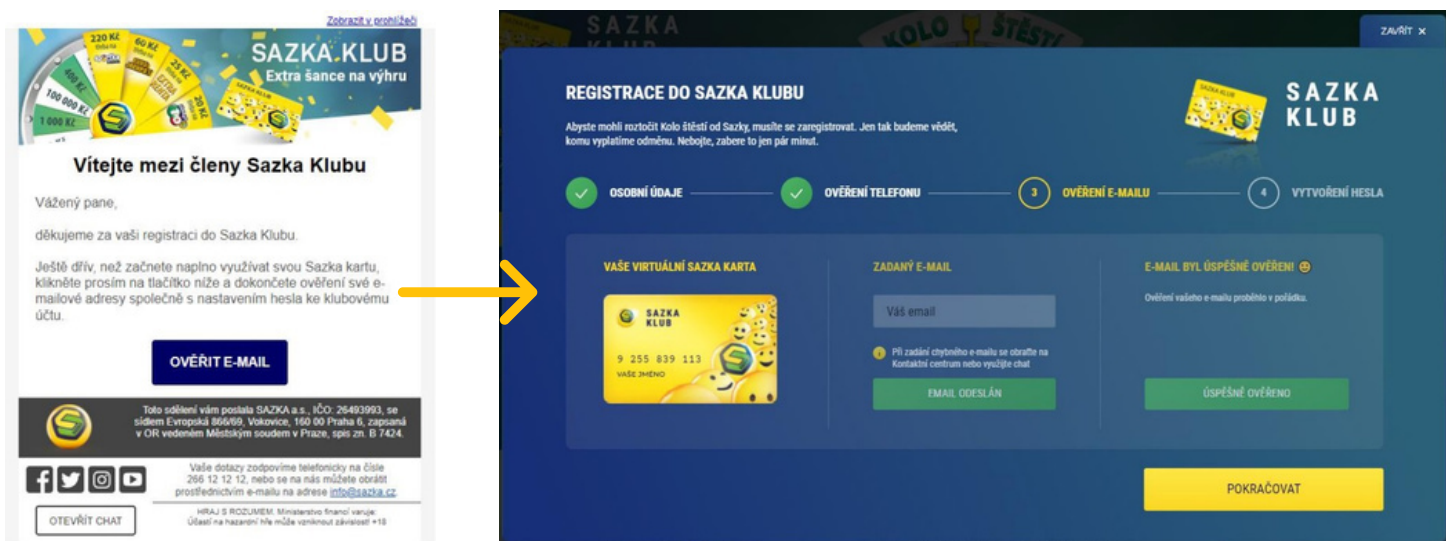 Zobrazit v prohlížeči
220 Kč
60 Kč
25 Kč
20 Kč
400 Kč
100 000 Kč
1 000 Kč
SAZKA KLUB
Extra šance na výhru
Vítejte mezi členy Sazka Klubu
Vážený pane,
děkujeme za vaši registraci do Sazka Klubu.
Ještě dřív, než začnete naplno využívat svou Sazka kartu,
klikněte prosím na tlačítko níže a dokončete ověření své e-
mailové adresy společně s nastavením hesla ke klubovému
účtu.
OVĚŘIT E-MAIL
Toto sdělení vám poslala SAZKA a.s., IČO: 26493993, se
sídlem Evropská 866/69, Vokovice, 160 00 Praha 6, zapsaná
v OR vedeném Městským soudem v Praze, spis zn. B 7424.
Vaše dotazy zodpovíme telefonicky na čísle
266 12 12 12, nebo se na nás můžete obrátit
prostřednictvím e-mailu na adrese info@sazka.cz.
OTEVŘÍT CHAT
HRAJ S ROZUMEM. Ministerstvo financí varuje:
Účastí na hazardní hře může vzniknout závislost! +18
SAZKA
KLUB
KOLO ŠTĚSTÍ
ZAVŘÍT ×
REGISTRACE DO SAZKA KLUBU
Abyste mohli roztočit Kolo štěstí od Sazky, musíte se zaregistrovat. Jen tak budeme vědět,
komu vyplatíme odměnu. Nebojte, zabere to jen pár minut.
SAZKA
KLUB
OSOBNÍ ÚDAJE
OVĚŘENÍ TELEFONU
3 OVĚŘENÍ E-MAILU
4 VYTVOŘENÍ HESLA
VAŠE VIRTUÁLNÍ SAZKA KARTA
SAZKA
KLUB
9 255 839 113
VAŠE JMÉNO
ZADANÝ E-MAIL
Váš email
Při zadání chybného e-mailu se obraťte na
Kontaktní centrum nebo využijte chat
EMAIL ODESLÁN
E-MAIL BYL ÚSPĚŠNĚ OVĚŘEN!
Ověření vašeho e-mailu proběhlo v pořádku.
ÚSPĚŠNĚ OVĚŘENO
POKRAČOVAT